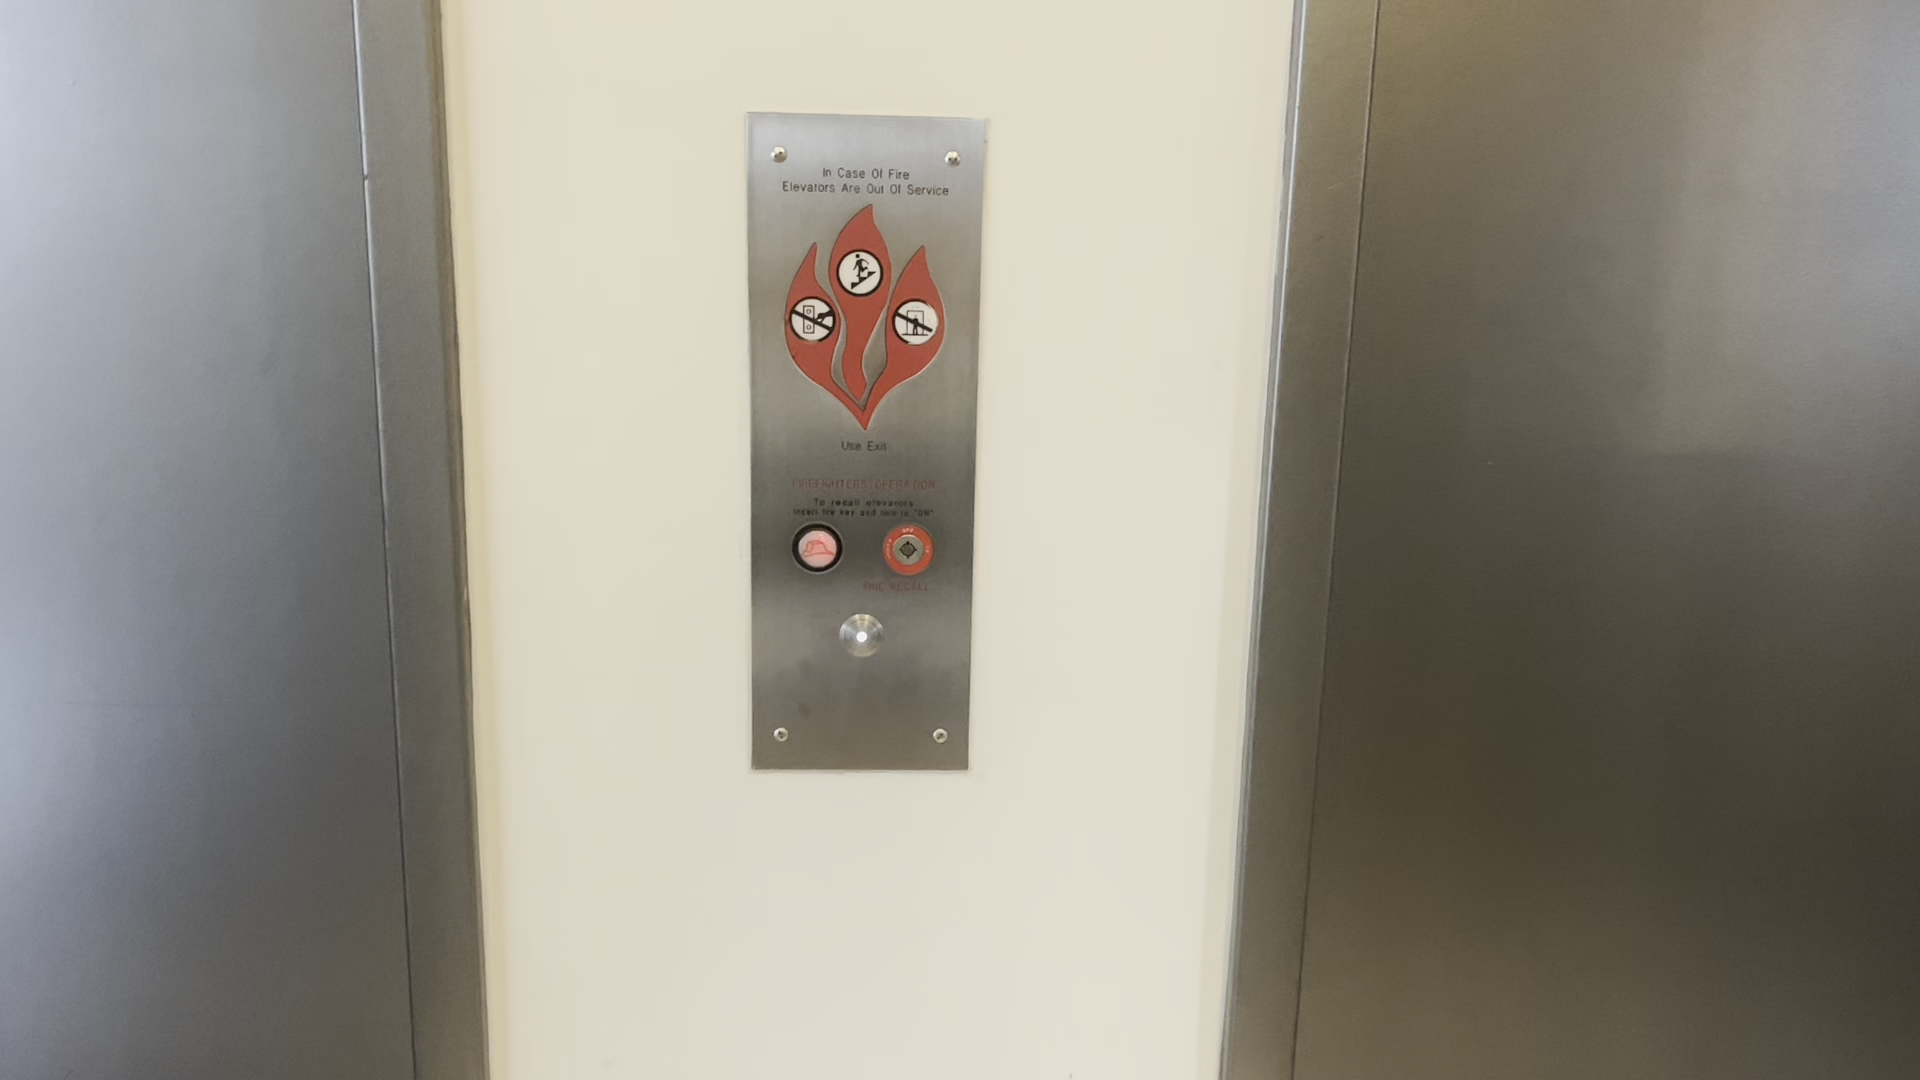 In Case Of Fire
Elevators Are Out Of Service
Use Exit
FIREFIGHTERS' OPERATION
To recall elevators
insert fire key and turn to "ON"
OFF
FIRE RECALL